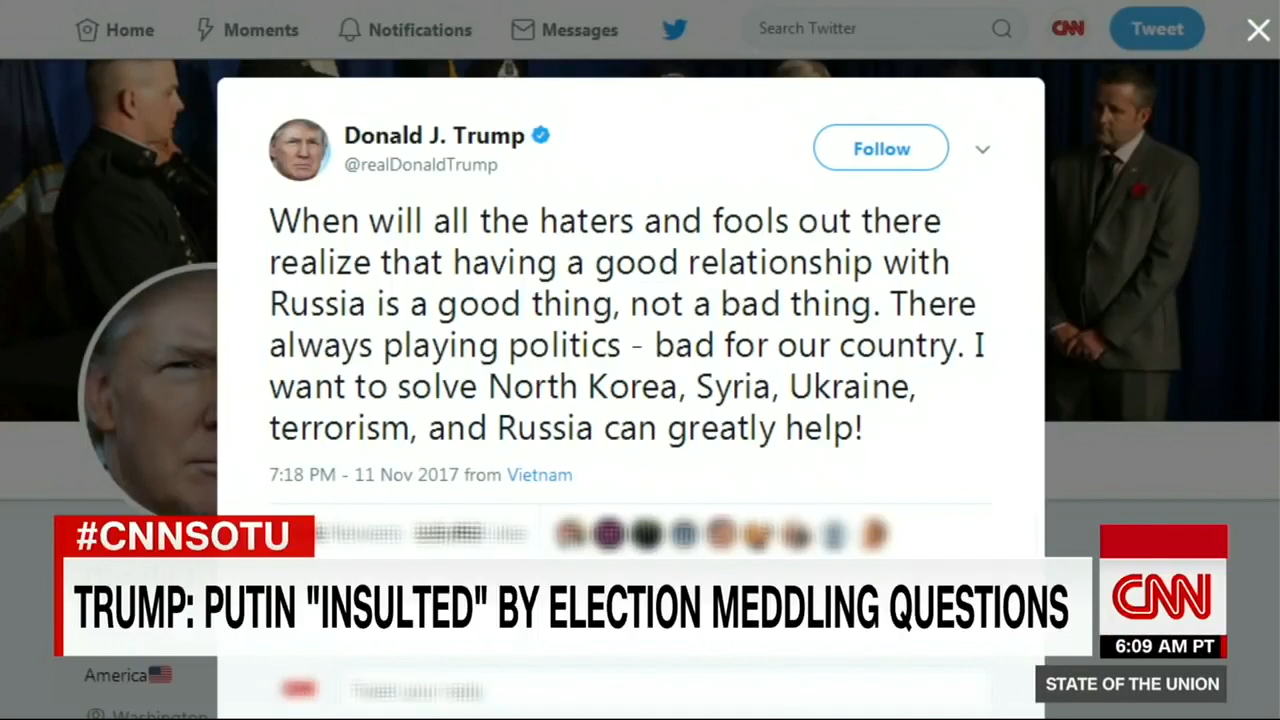 Home Moments Notifications Messages Search Twitter CNN Tweet
Donald J. Trump
@realDonaldTrump
Follow
When will all the haters and fools out there
realize that having a good relationship with
Russia is a good thing, not a bad thing. There
always playing politics - bad for our country. I
want to solve North Korea, Syria, Ukraine,
terrorism, and Russia can greatly help!
7:18 PM - 11 Nov 2017 from Vietnam
#CNNSOTU
TRUMP: PUTIN "INSULTED" BY ELECTION MEDDLING QUESTIONS
CNN
6:09 AM PT
America
STATE OF THE UNION
Washington